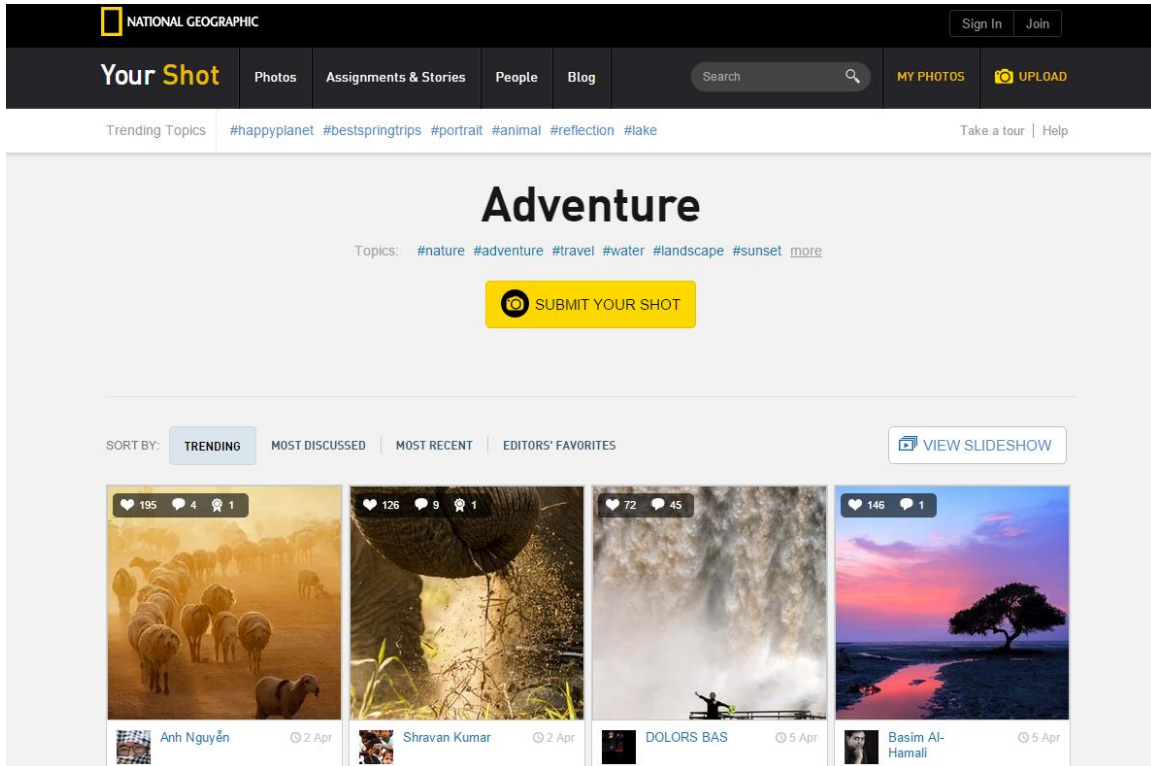 NATIONAL GEOGRAPHIC
Sign In Join
Your Shot Photos Assignments & Stories People Blog Search MY PHOTOS UPLOAD
Trending Topics #happyplanet #bestspringtrips #portrait #animal #reflection #lake Take a tour | Help
Adventure
Topics: #nature #adventure #travel #water #landscape #sunset more
SUBMIT YOUR SHOT
SORT BY: TRENDING MOST DISCUSSED MOST RECENT EDITORS' FAVORITES VIEW SLIDESHOW
195 4 1 126 9 1 72 45 146 1
Anh Nguyễn 2 Apr Shravan Kumar 2 Apr DOLORS BAS 5 Apr Basim Al- 5 Apr
Hamali